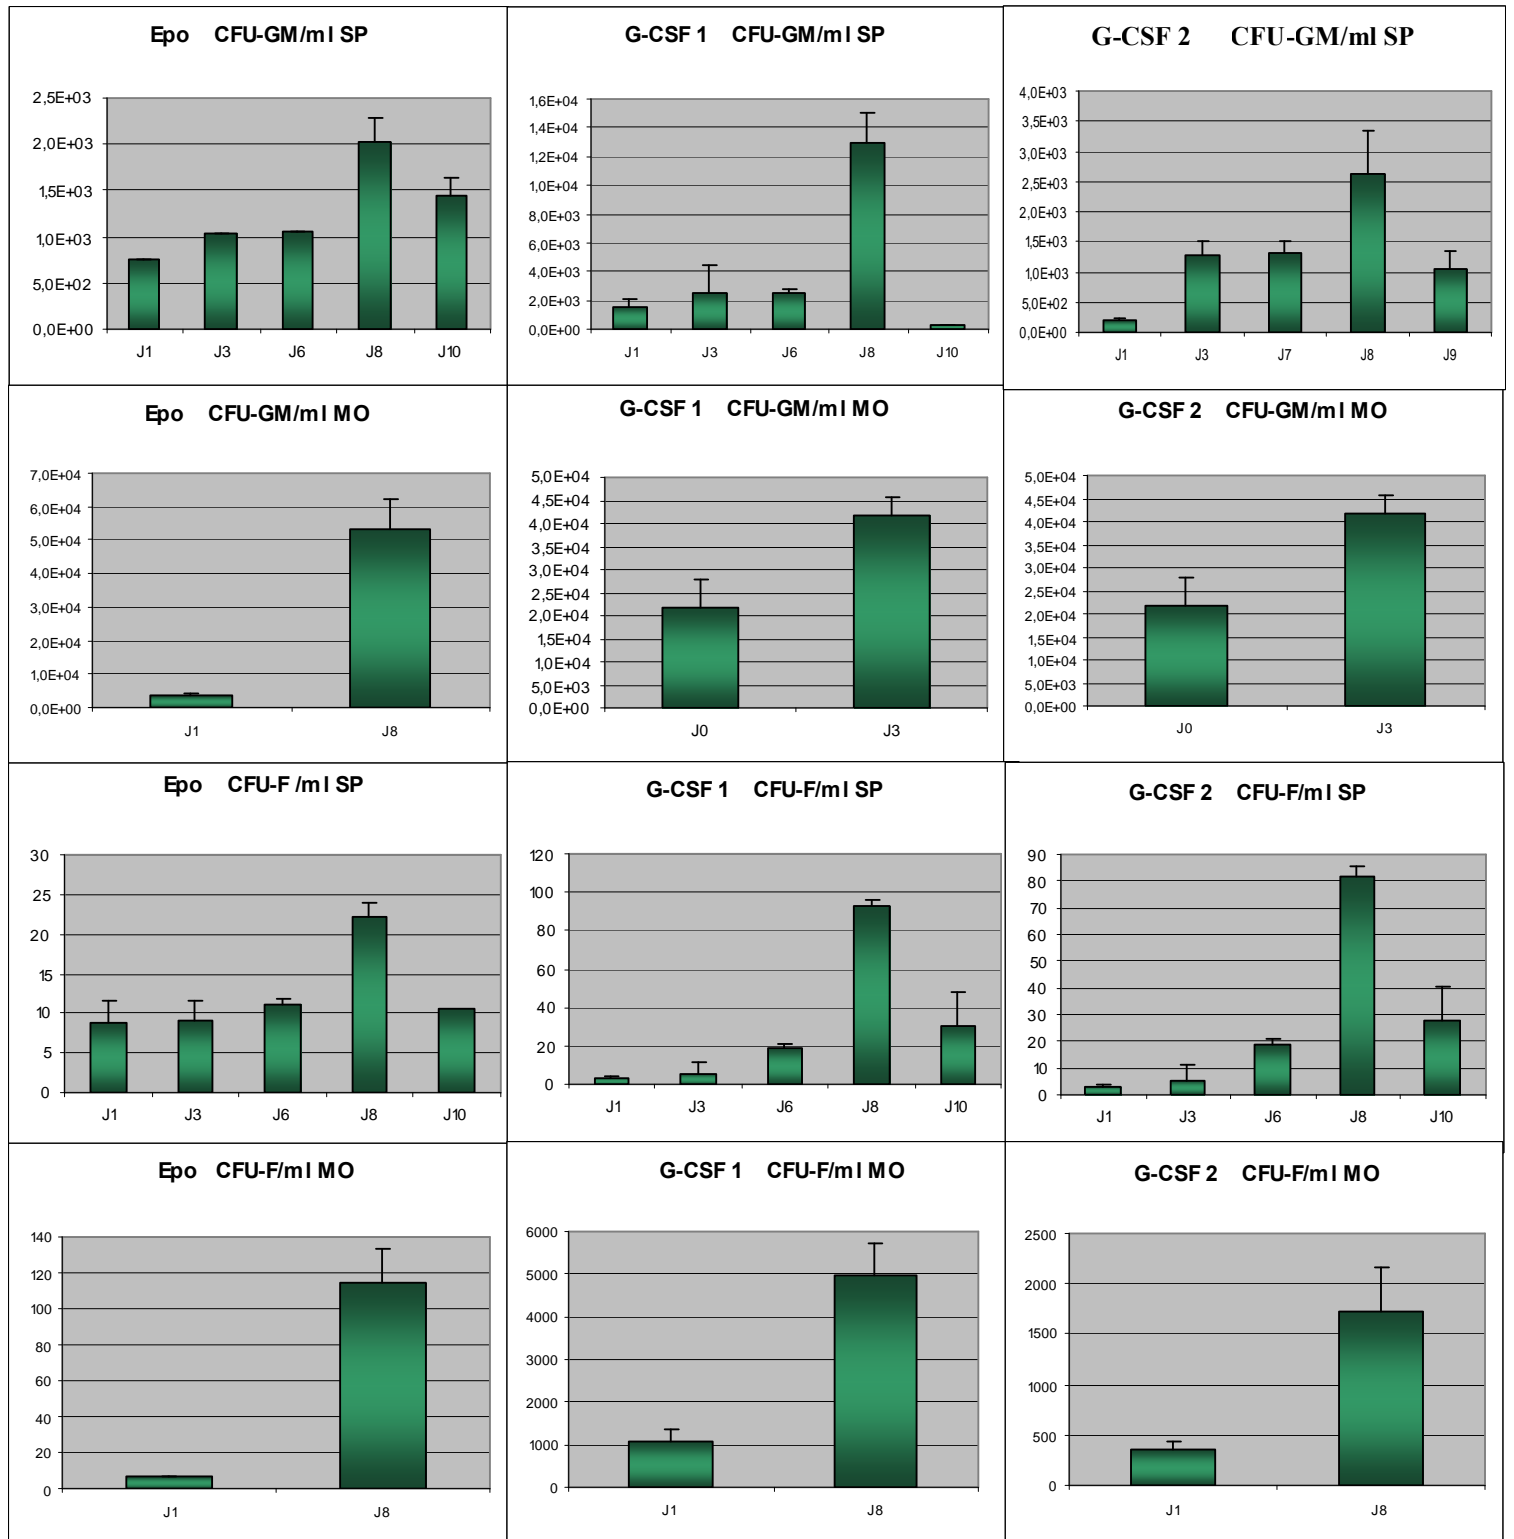 Epo CFU-GM/ml SP
2,5E+03
2,0E+03
1,5E+03
1,0E+03
5,0E+02
0,0E+00
J1 J3 J6 J8 J10
G-CSF 1 CFU-GM/ml SP
1,6E+04
1,4E+04
1,2E+04
1,0E+04
8,0E+03
6,0E+03
4,0E+03
2,0E+03
0,0E+00
J1 J3 J6 J8 J10
G-CSF 2 CFU-GM/ml SP
4,0E+03
3,5E+03
3,0E+03
2,5E+03
2,0E+03
1,5E+03
1,0E+03
5,0E+02
0,0E+00
J1 J3 J7 J8 J9
Epo CFU-GM/ml MO
7,0E+04
6,0E+04
5,0E+04
4,0E+04
3,0E+04
2,0E+04
1,0E+04
0,0E+00
J1 J8
G-CSF 1 CFU-GM/ml MO
5,0E+04
4,5E+04
4,0E+04
3,5E+04
3,0E+04
2,5E+04
2,0E+04
1,5E+04
1,0E+04
5,0E+03
0,0E+00
J0 J3
G-CSF 2 CFU-GM/ml MO
5,0E+04
4,5E+04
4,0E+04
3,5E+04
3,0E+04
2,5E+04
2,0E+04
1,5E+04
1,0E+04
5,0E+03
0,0E+00
J0 J3
Epo CFU-F /ml SP
30
25
20
15
10
5
0
J1 J3 J6 J8 J10
G-CSF 1 CFU-F/ml SP
120
100
80
60
40
20
0
J1 J3 J6 J8 J10
G-CSF 2 CFU-F/ml SP
90
80
70
60
50
40
30
20
10
0
J1 J3 J6 J8 J10
Epo CFU-F/ml MO
140
120
100
80
60
40
20
0
J1 J8
G-CSF 1 CFU-F/ml MO
6000
5000
4000
3000
2000
1000
0
J1 J8
G-CSF 2 CFU-F/ml MO
2500
2000
1500
1000
500
0
J1 J8